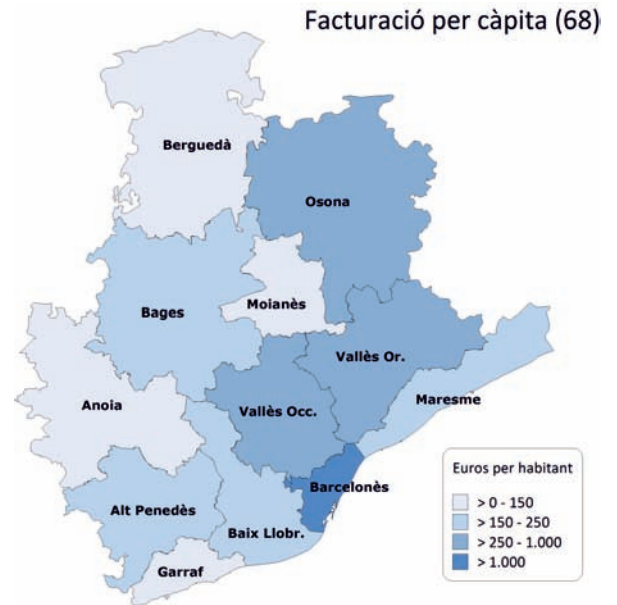 Facturació per càpita (68)
Berguedà
Osona
Moianès
Bages
Vallès Or.
Maresme
Anoia
Vallès Occ.
Barcelonès
Alt Penedès
Baix Llobr.
Garraf
Euros per habitant
> 0 - 150
> 150 - 250
> 250 - 1.000
> 1.000